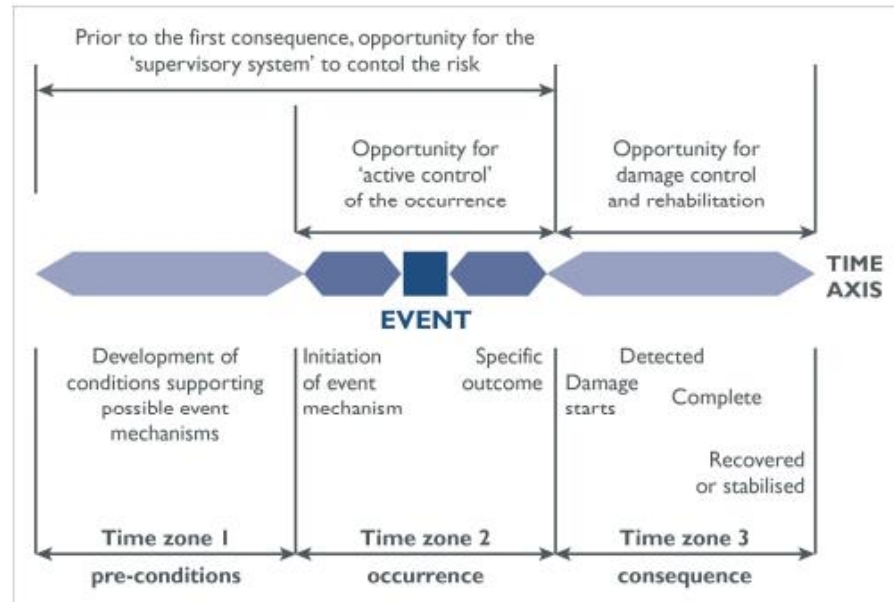 Prior to the first consequence, opportunity for the
‘supervisory system’ to contol the risk
Opportunity for
‘active control’
of the occurrence
Opportunity for
damage control
and rehabilitation
TIME
AXIS
EVENT
Development of
conditions supporting
possible event
mechanisms
Initiation
of event
mechanism
Specific
outcome
Detected
Damage
starts
Complete
Recovered
or stabilised
Time zone 1
pre-conditions
Time zone 2
occurrence
Time zone 3
consequence